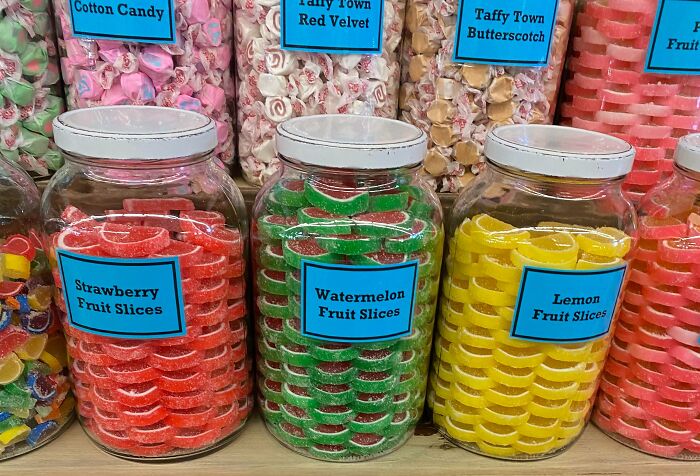 Cotton Candy
Taffy Town
Red Velvet
Taffy Town
Butterscotch
Strawberry
Fruit Slices
Watermelon
Fruit Slices
Lemon
Fruit Slices